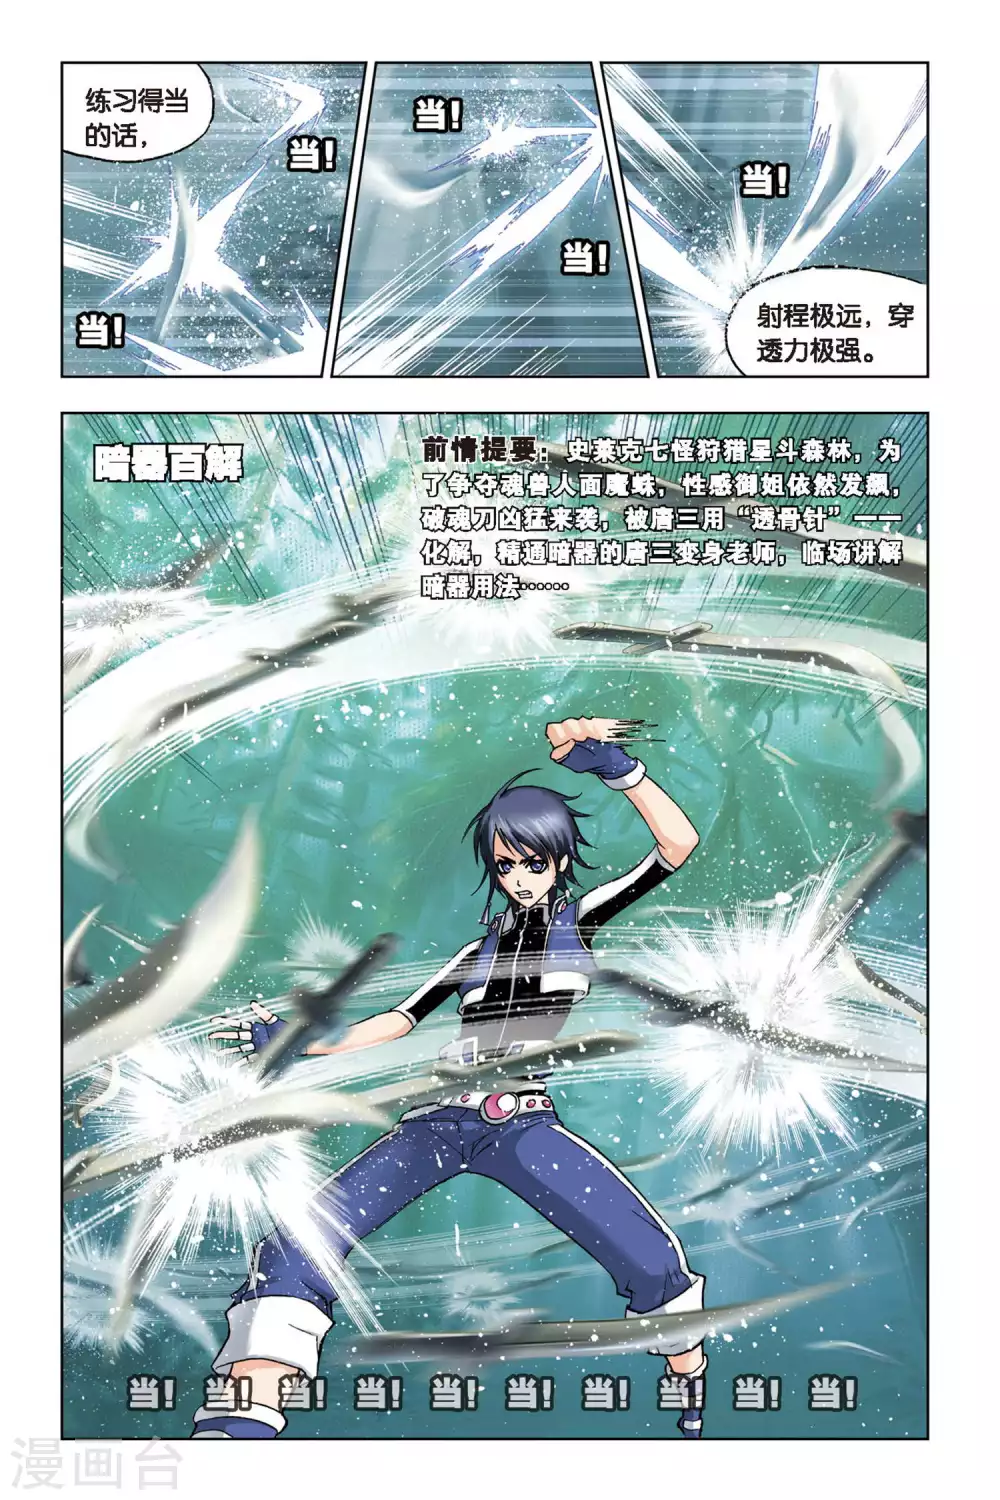 练习得当
的话，
当！
当！
当！
当！
当！
射程极远，穿
透力极强。
暗器百解
前情提要：史莱克七怪狩猎星斗森林，为
了争夺魂兽人面魔蛛，性感御姐依然发飙，
破魂刀凶猛来袭，被唐三用“透骨针”一一
化解，精通暗器的唐三变身老师，临场讲解
暗器用法……
当！当！当！当！当！当！当！当！当！当！
漫画台